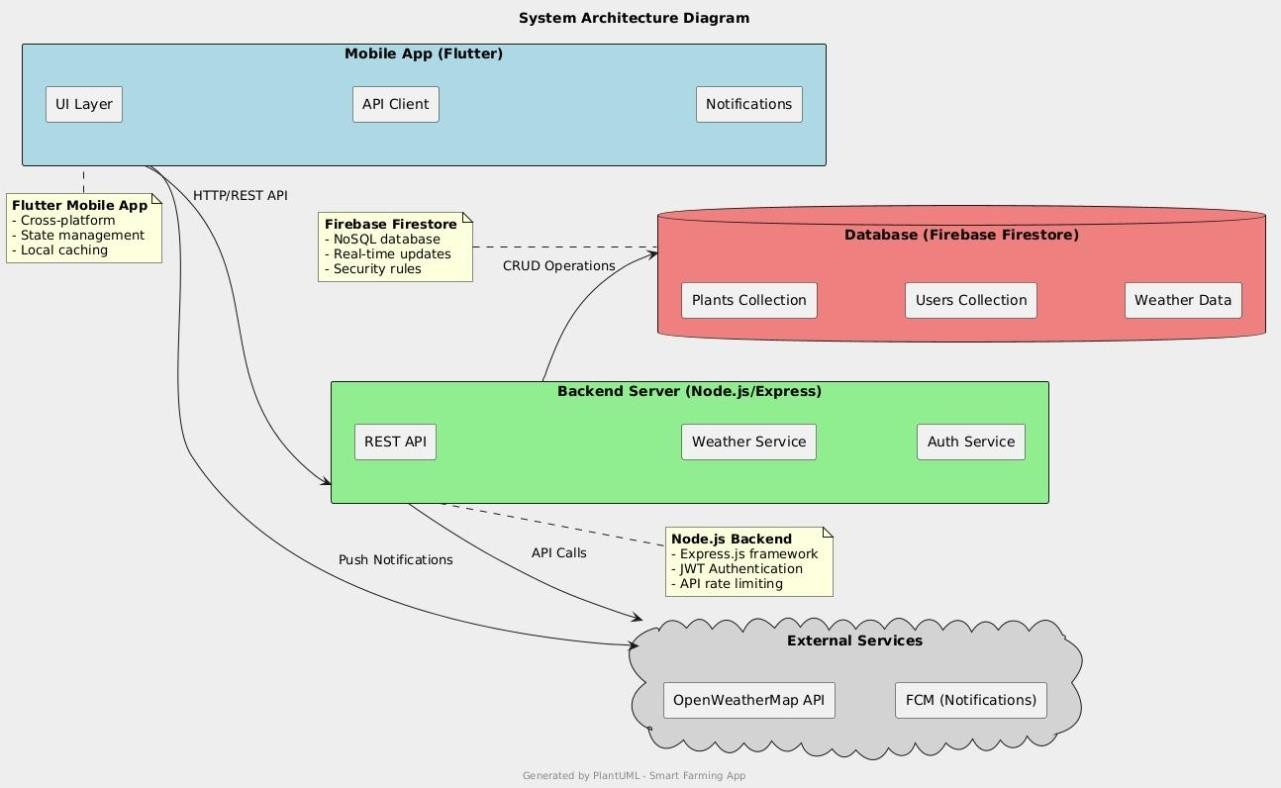 System Architecture Diagram
Mobile App (Flutter)
UI Layer
API Client
Notifications
HTTP/REST API
Flutter Mobile App
- Cross-platform
- State management
- Local caching
Firebase Firestore
- NoSQL database
- Real-time updates
- Security rules
CRUD Operations
Database (Firebase Firestore)
Plants Collection
Users Collection
Weather Data
Backend Server (Node.js/Express)
REST API
Weather Service
Auth Service
Push Notifications
API Calls
Node.js Backend
- Express.js framework
- JWT Authentication
- API rate limiting
External Services
OpenWeatherMap API
FCM (Notifications)
Generated by PlantUML - Smart Farming App